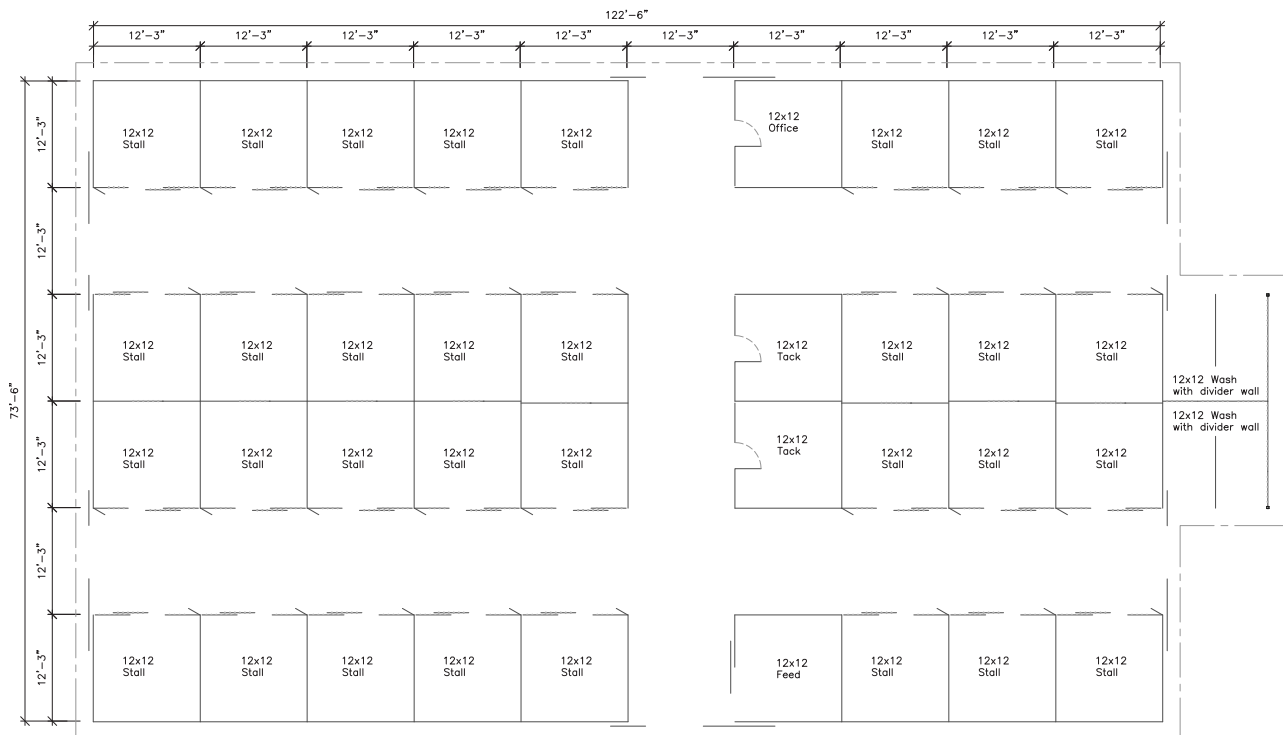 122'-6"
12'-3" 12'-3" 12'-3" 12'-3" 12'-3" 12'-3" 12'-3" 12'-3" 12'-3" 12'-3"
12'-3"
12x12 12x12 12x12 12x12 12x12 12x12 12x12 12x12 12x12
Stall Stall Stall Stall Stall Office Stall Stall Stall
12'-3"
12'-3"
12x12 12x12 12x12 12x12 12x12 12x12 12x12 12x12 12x12
Stall Stall Stall Stall Stall Tack Stall Stall Stall
73'-6"
12x12 Wash
with divider wall
12x12 Wash
with divider wall
12'-3"
12x12 12x12 12x12 12x12 12x12 12x12 12x12 12x12 12x12
Stall Stall Stall Stall Stall Tack Stall Stall Stall
12'-3"
12'-3"
12x12 12x12 12x12 12x12 12x12 12x12 12x12 12x12 12x12
Stall Stall Stall Stall Stall Feed Stall Stall Stall